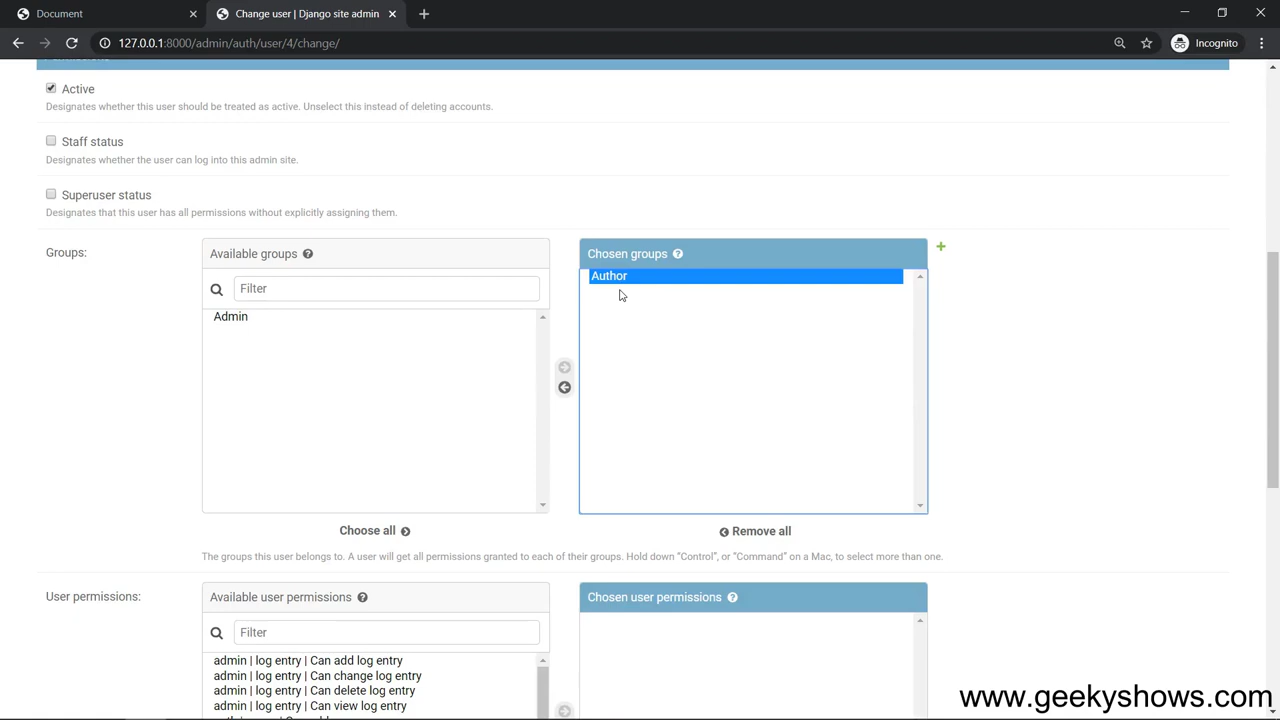 Document
Change user | Django site admin
127.0.0.1:8000/admin/auth/user/4/change/
Incognito
Active
Designates whether this user should be treated as active. Unselect this instead of deleting accounts.
Staff status
Designates whether the user can log into this admin site.
Superuser status
Designates that this user has all permissions without explicitly assigning them.
Groups:
Available groups
Chosen groups
Filter
Author
Admin
Choose all
Remove all
The groups this user belongs to. A user will get all permissions granted to each of their groups. Hold down “Control”, or “Command” on a Mac, to select more than one.
User permissions:
Available user permissions
Chosen user permissions
Filter
admin | log entry | Can add log entry
admin | log entry | Can change log entry
admin | log entry | Can delete log entry
admin | log entry | Can view log entry
www.geekyshows.com